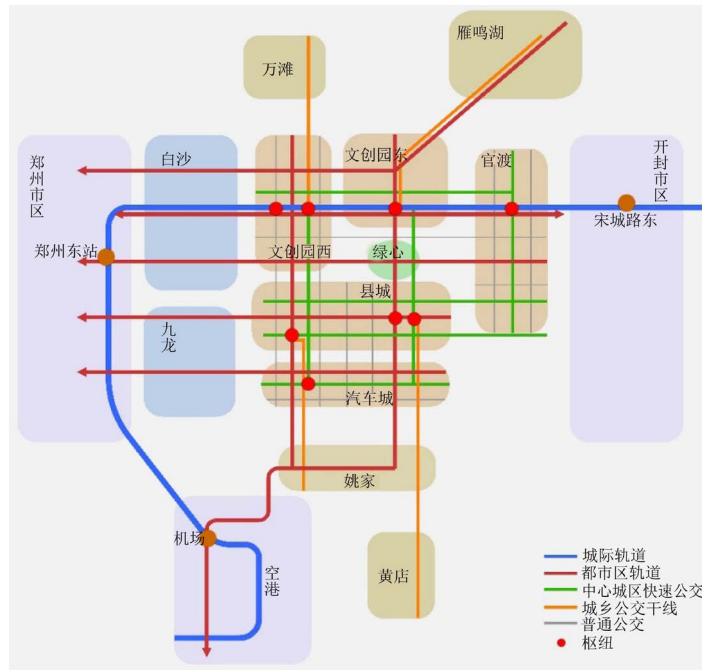 雁鸣湖
万滩
郑州市区
白沙
文创园东
官渡
开封市区
宋城路东
郑州东站
文创园西
绿心
县城
九龙
汽车城
姚家
机场
空港
黄店
城际轨道
都市区轨道
中心城区快速公交
城乡公交干线
普通公交
枢纽